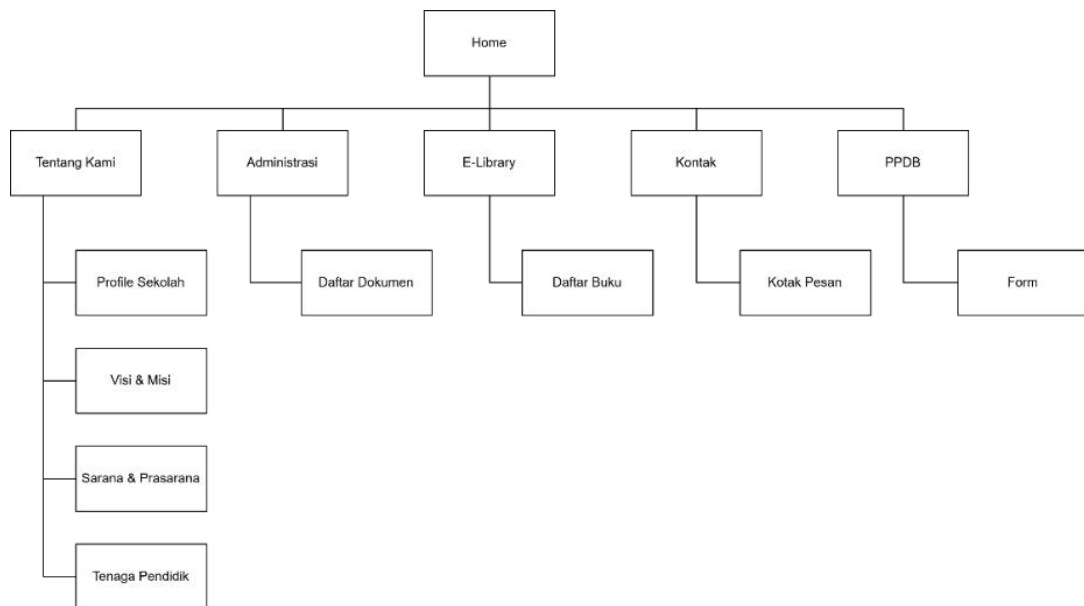 Home
Tentang Kami
Administrasi
E-Library
Kontak
PPDB
Profile Sekolah
Daftar Dokumen
Daftar Buku
Kotak Pesan
Form
Visi & Misi
Sarana & Prasarana
Tenaga Pendidik